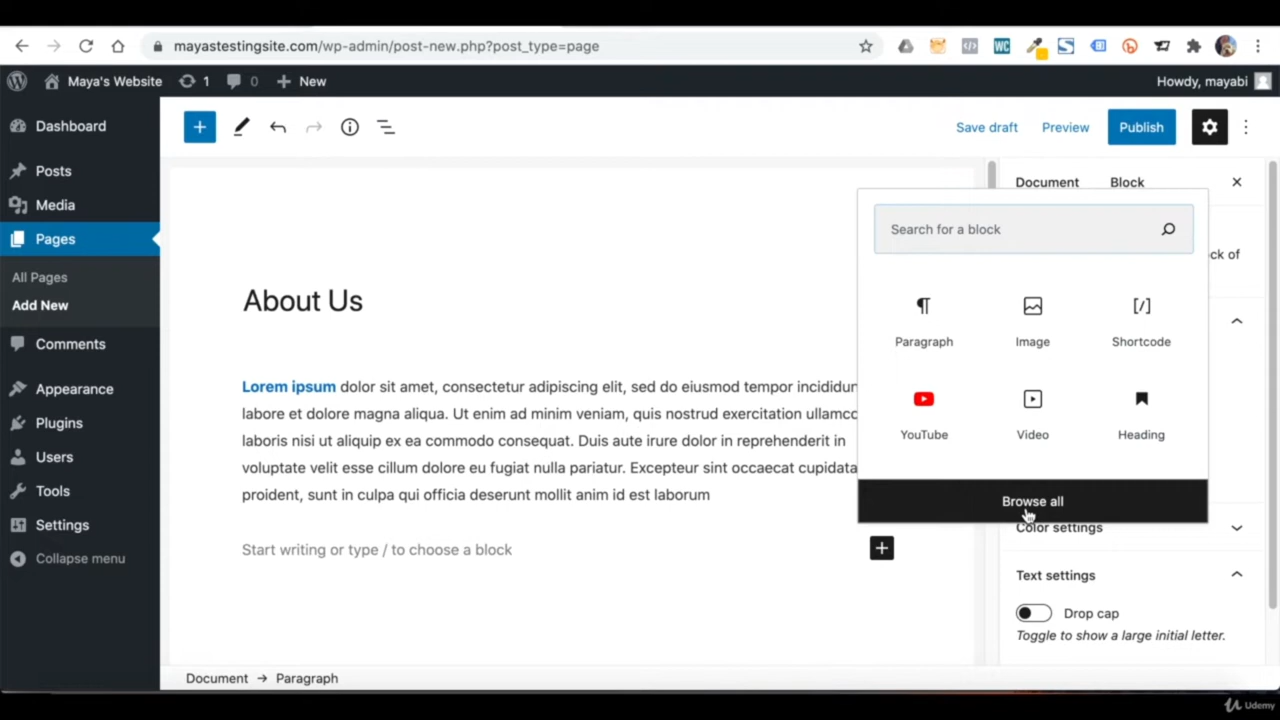 mayastestingsite.com/wp-admin/post-new.php?post_type=page
Maya's Website 1 0 New Howdy, mayabi
Dashboard
Posts
Media
Pages
All Pages
Add New
Comments
Appearance
Plugins
Users
Tools
Settings
Collapse menu
Save draft Preview Publish
About Us
Lorem ipsum dolor sit amet, consectetur adipiscing elit, sed do eiusmod tempor incididun
labore et dolore magna aliqua. Ut enim ad minim veniam, quis nostrud exercitation ullamco
laboris nisi ut aliquip ex ea commodo consequat. Duis aute irure dolor in reprehenderit in
voluptate velit esse cillum dolore eu fugiat nulla pariatur. Excepteur sint occaecat cupidata
proident, sunt in culpa qui officia deserunt mollit anim id est laborum
Start writing or type / to choose a block
Document Block
ck of
Search for a block
Paragraph Image Shortcode
YouTube Video Heading
Browse all
Color settings
Text settings
Drop cap
Toggle to show a large initial letter.
Document → Paragraph
Udemy